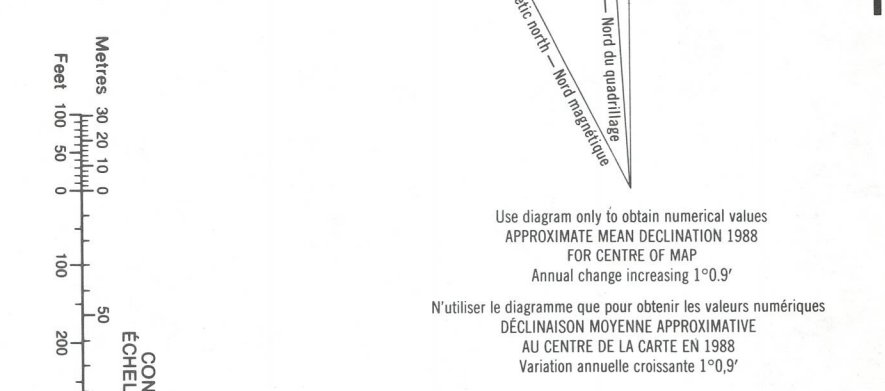 Metres 30 20 10 0 50
Feet 100 50 0 100 200
etic north — Nord magnétique
— Nord du quadrillage
Use diagram only to obtain numerical values
APPROXIMATE MEAN DECLINATION 1988
FOR CENTRE OF MAP
Annual change increasing 1°0.9′
N'utiliser le diagramme que pour obtenir les valeurs numériques
DÉCLINAISON MOYENNE APPROXIMATIVE
AU CENTRE DE LA CARTE EN 1988
Variation annuelle croissante 1°0,9′
CON
ÉCHEL